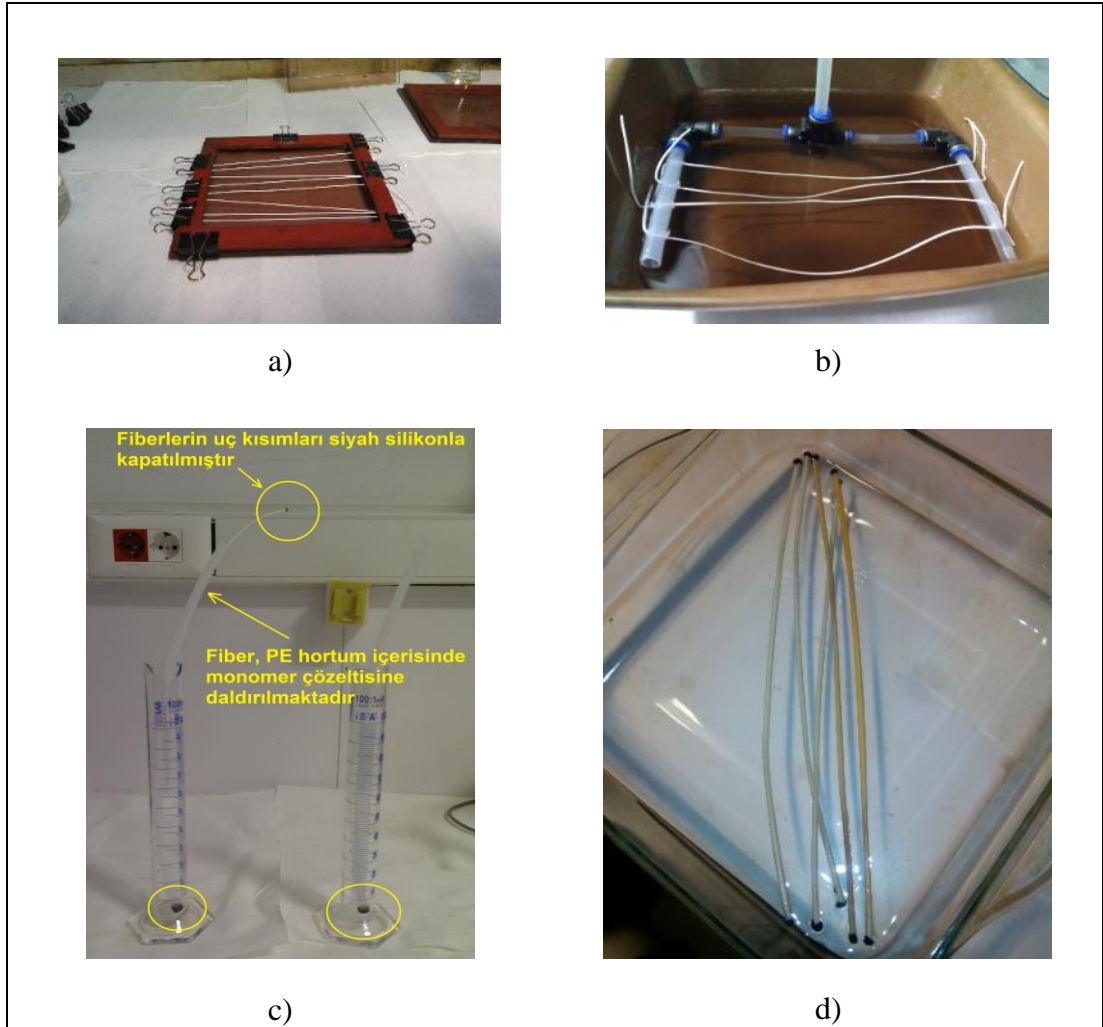 a)
b)
Fiberlerin uç kısımları siyah silikonla
kapatılmıştır
Fiber, PE hortum içerisinde
monomer çözeltisine
daldırılmaktadır
c)
d)